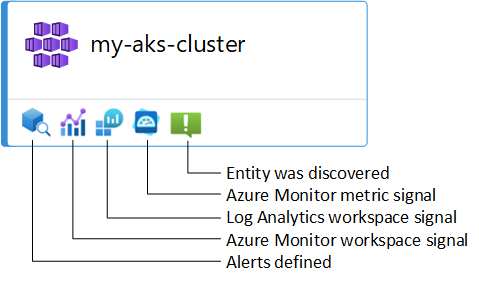 my-aks-cluster
Entity was discovered
Azure Monitor metric signal
Log Analytics workspace signal
Azure Monitor workspace signal
Alerts defined